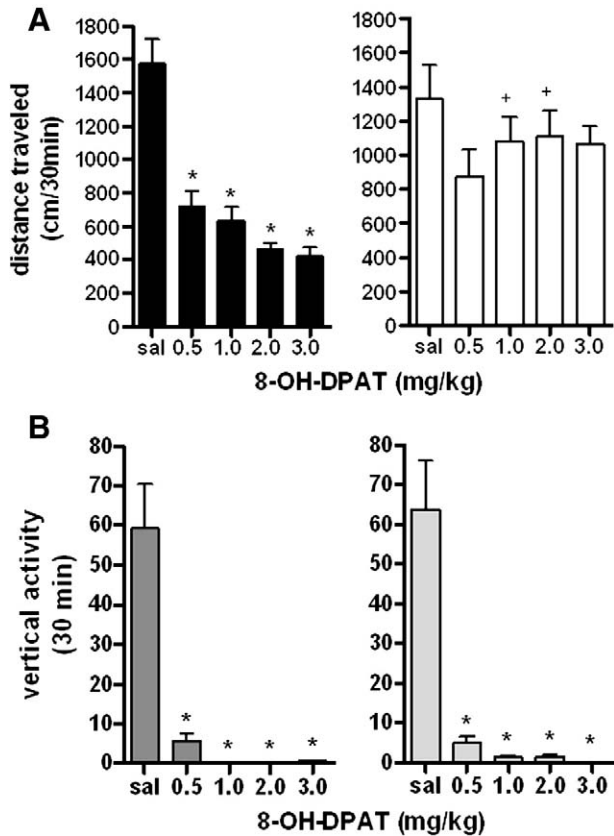 A
distance traveled
(cm/30min)
1800
1600
1400
1200
1000
800
600
400
200
0
* * * *
sal 0.5 1.0 2.0 3.0
1800
1600
1400
1200
1000
800
600
400
200
0
+ +
sal 0.5 1.0 2.0 3.0
8-OH-DPAT (mg/kg)
B
vertical activity
(30 min)
80
70
60
50
40
30
20
10
0
* * * *
sal 0.5 1.0 2.0 3.0
80
70
60
50
40
30
20
10
0
* * * *
sal 0.5 1.0 2.0 3.0
8-OH-DPAT (mg/kg)